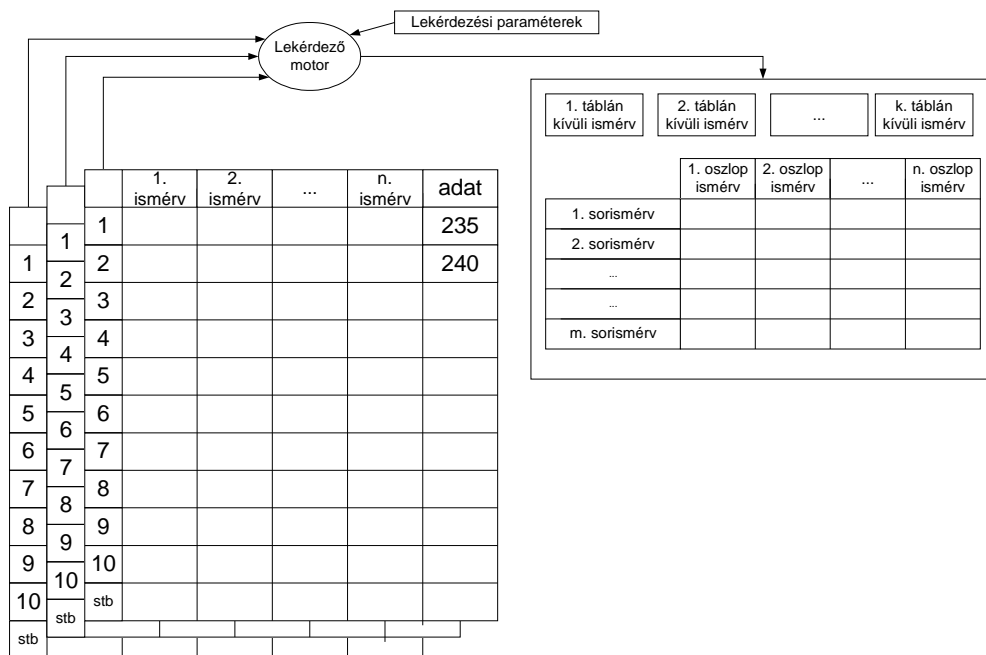 Lekérdezési paraméterek
Lekérdező
motor
1. táblán
kívüli ismérv
2. táblán
kívüli ismérv
...
k. táblán
kívüli ismérv
1. oszlop
ismérv
2. oszlop
ismérv
...
n. oszlop
ismérv
1. sorismérv
2. sorismérv
...
...
m. sorismérv
1.
ismérv
2.
ismérv
...
n.
ismérv
adat
1
235
2
240
3
4
5
6
7
8
9
10
stb
1
2
3
4
5
6
7
8
9
10
stb
1
2
3
4
5
6
7
8
9
10
stb